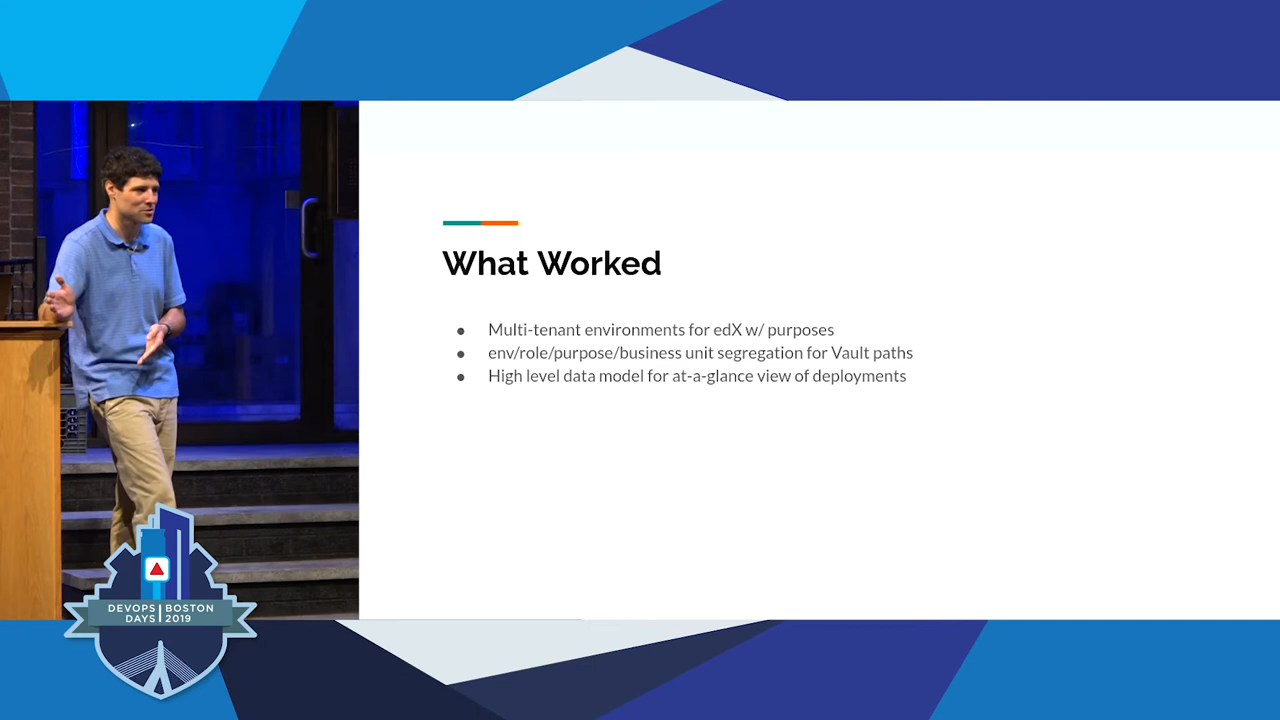 What Worked
● Multi-tenant environments for edX w/ purposes
● env/role/purpose/business unit segregation for Vault paths
● High level data model for at-a-glance view of deployments
DEVOPS DAYS | BOSTON 2019